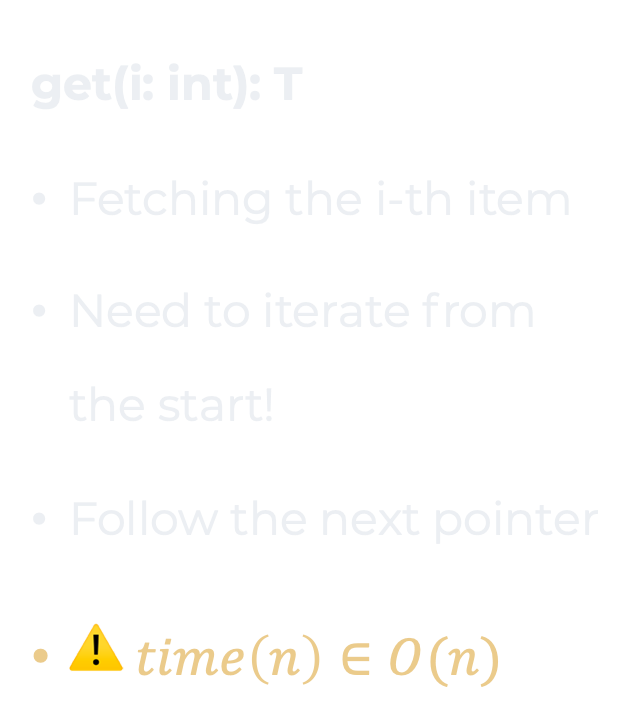 get(i: int): T
• Fetching the i-th item
• Need to iterate from
the start!
• Follow the next pointer
• ⚠️ 𝑡𝑖𝑚𝑒(𝑛) ∈ 𝑂(𝑛)